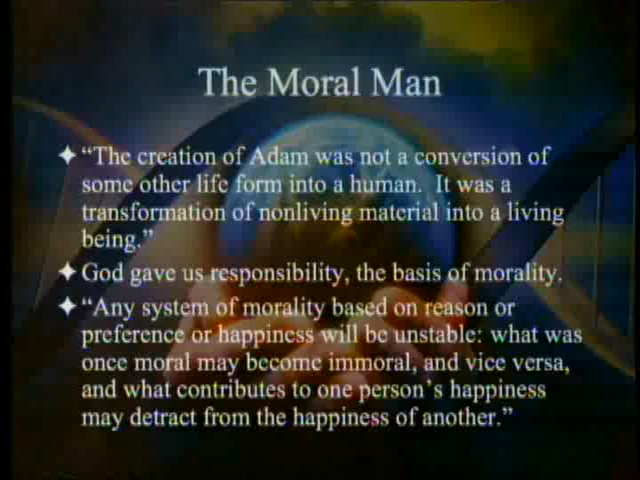 The Moral Man
✦ “The creation of Adam was not a conversion of
some other life form into a human. It was a
transformation of nonliving material into a living
being.”
✦ God gave us responsibility, the basis of morality.
✦ “Any system of morality based on reason or
preference or happiness will be unstable: what was
once moral may become immoral, and vice versa,
and what contributes to one person’s happiness
may detract from the happiness of another.”